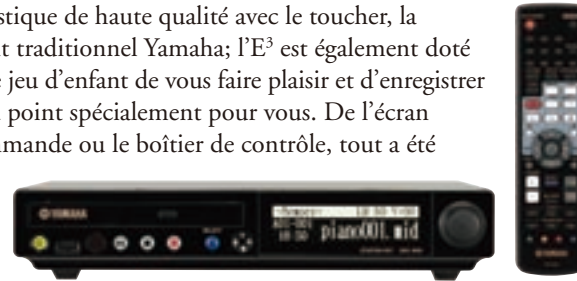 stique de haute qualité avec le toucher, la
t traditionnel Yamaha; l'E³ est également doté
e jeu d'enfant de vous faire plaisir et d'enregistrer
point spécialement pour vous. De l'écran
mande ou le boîtier de contrôle, tout a été
YAMAHA
piano001.mid